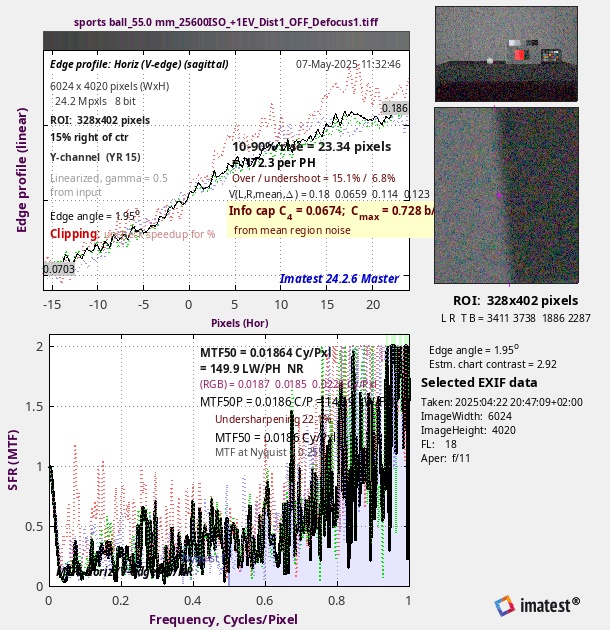 sports ball_55.0 mm_25600ISO_+1EV_Dist1_OFF_Defocus1.tiff
Edge profile: Horiz (V-edge) (sagittal)
07-May-2025 11:32:46
6024 x 4020 pixels (WxH)
24.2 Mpxls 8 bit
ROI: 328x402 pixels
15% right of ctr
Y-channel (YR 15)
Linearized, gamma = 0.5
from input
Edge angle = 1.95⁰
Clipping: speedup for %
0.186
10-90% rise = 23.34 pixels
172.3 per PH
Over / undershoot = 15.1% / 6.8%
V(L,R,mean,Δ) = 0.18 0.0659 0.114 0.123
Info cap C4 = 0.0674; Cmax = 0.728 b/
from mean region noise
0.0703
Imatest 24.2.6 Master
Edge profile (linear)
-15 -10 -5 0 5 10 15 20
Pixels (Hor)
MTF50 = 0.01864 Cy/Pxl
= 149.9 LW/PH NR
(RGB) = 0.0187 0.0185 Cy/Pxl
MTF50P = 0.0186 C/P =
Undersharpening 22.
MTF50 = 0.0186 Cy/Pxl
MTF at Nyquist =
SFR (MTF)
2
1.5
1
0.5
0
0 0.2 0.4 0.6 0.8 1
Frequency, Cycles/Pixel
ROI: 328x402 pixels
L R T B = 3411 3738 1886 2287
Edge angle = 1.95⁰
Estm. chart contrast = 2.92
Selected EXIF data
Taken: 2025:04:22 20:47:09+02:00
ImageWidth: 6024
ImageHeight: 4020
FL: 18
Aper: f/11
imatest®